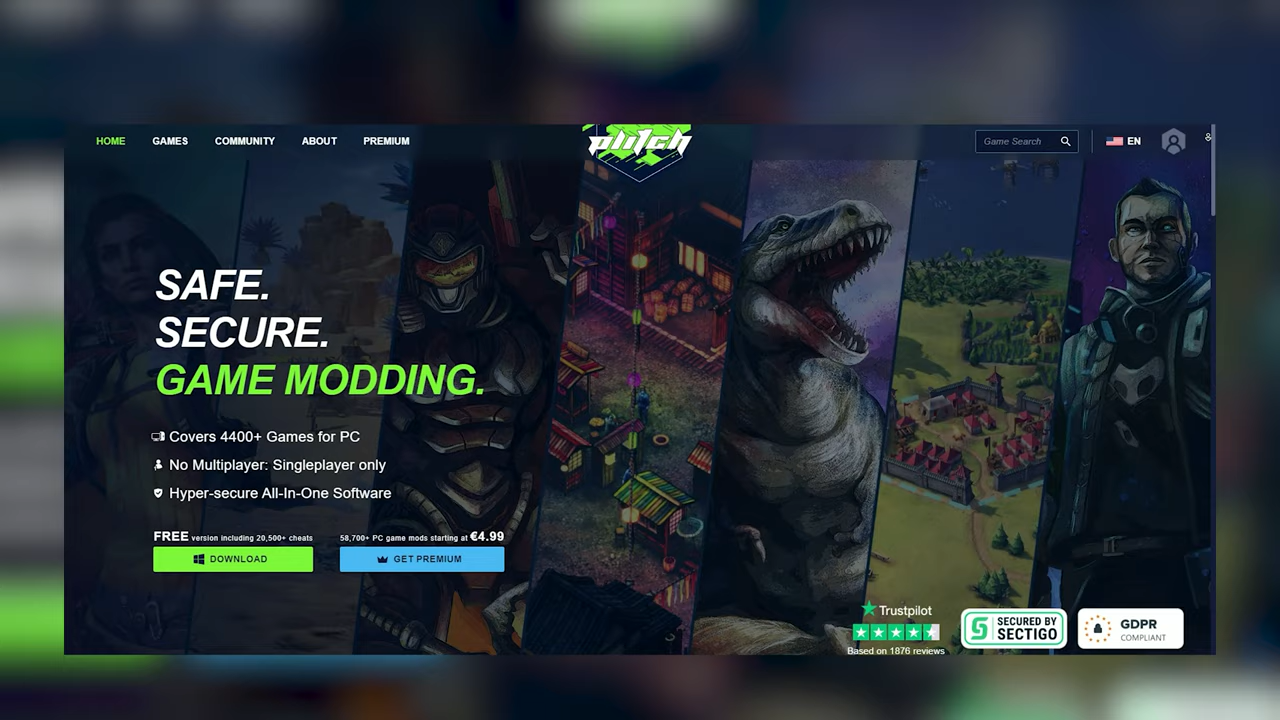 HOME GAMES COMMUNITY ABOUT PREMIUM
plitch
Game Search
EN
SAFE.
SECURE.
GAME MODDING.
Covers 4400+ Games for PC
No Multiplayer: Singleplayer only
Hyper-secure All-In-One Software
FREE version including 20,500+ cheats
58,700+ PC game mods starting at €4.99
DOWNLOAD
GET PREMIUM
Trustpilot
Based on 1876 reviews
SECURED BY
SECTIGO
GDPR
COMPLIANT